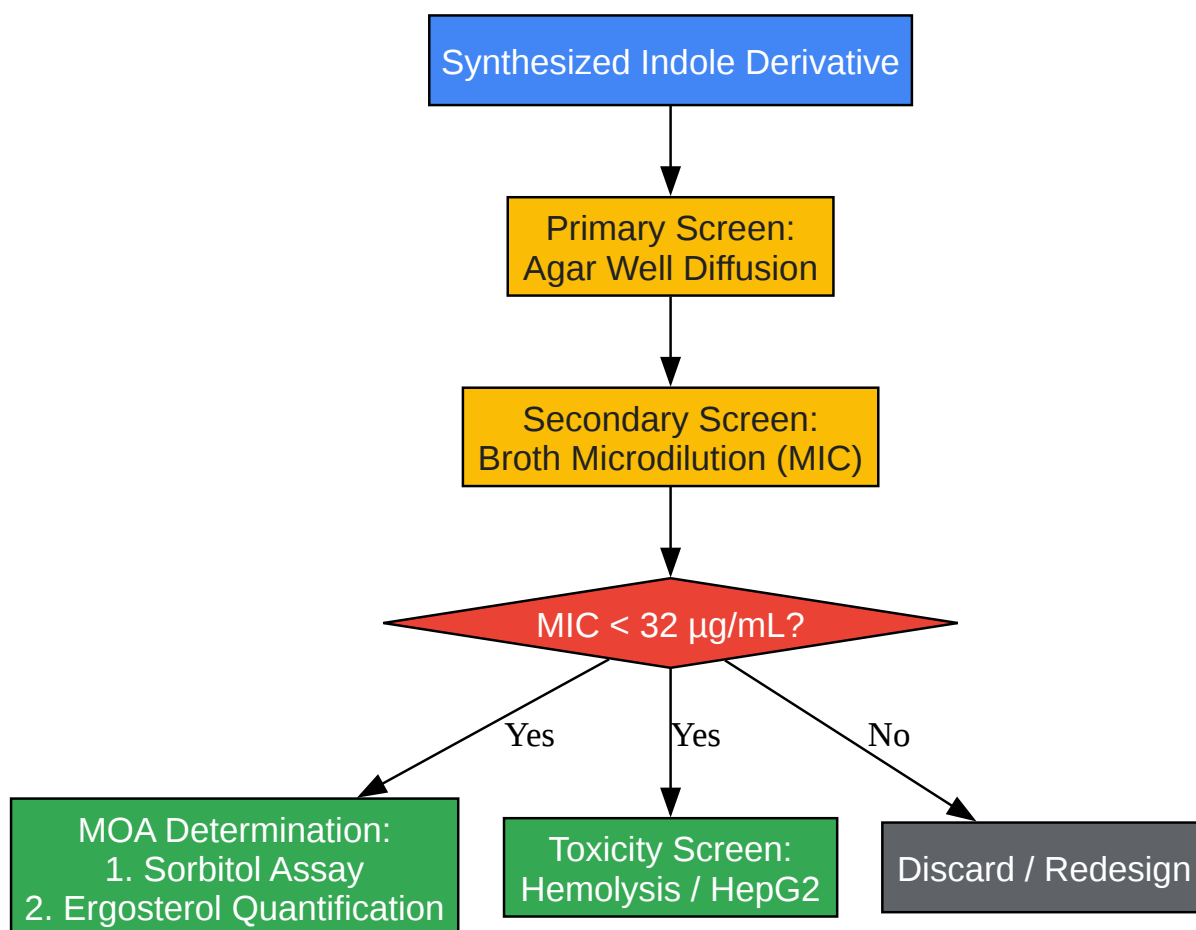 Synthesized Indole Derivative
Primary Screen:
Agar Well Diffusion
Secondary Screen:
Broth Microdilution (MIC)
MIC < 32 µg/mL?
Yes
Yes
No
MOA Determination:
1. Sorbitol Assay
2. Ergosterol Quantification
Toxicity Screen:
Hemolysis / HepG2
Discard / Redesign